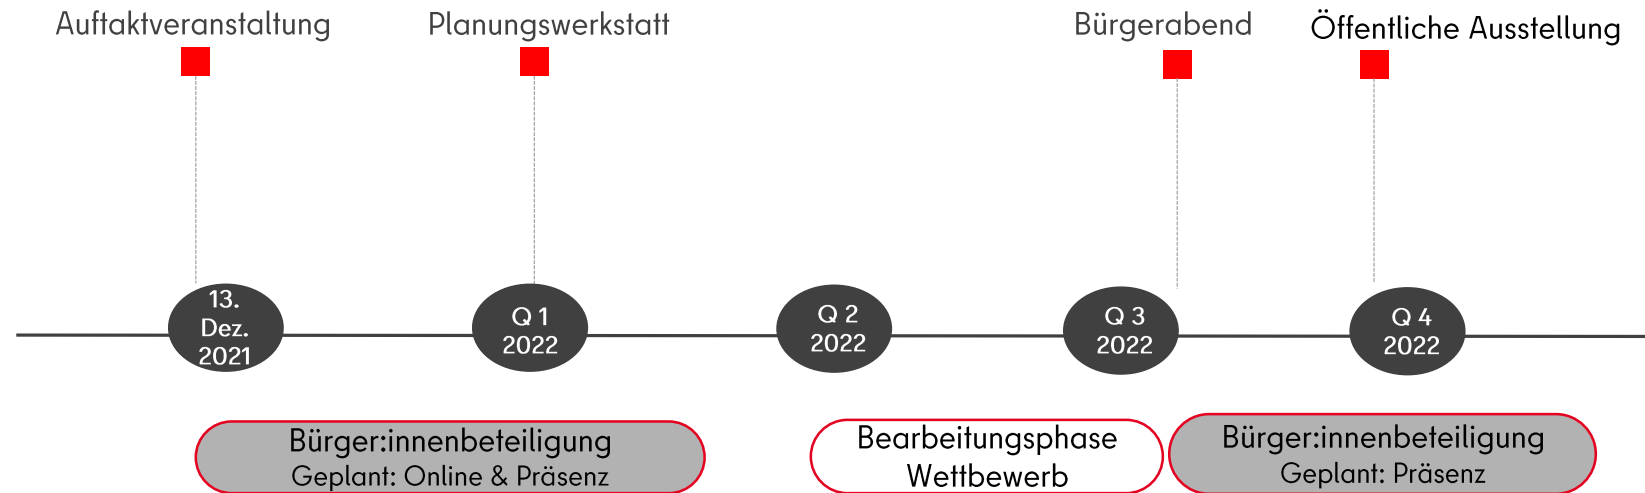 Auftaktveranstaltung
Planungswerkstatt
Bürgerabend
Öffentliche Ausstellung
13.
Dez.
2021
Q 1
2022
Q 2
2022
Q 3
2022
Q 4
2022
Bürger:innenbeteiligung
Geplant: Online & Präsenz
Bearbeitungsphase
Wettbewerb
Bürger:innenbeteiligung
Geplant: Präsenz